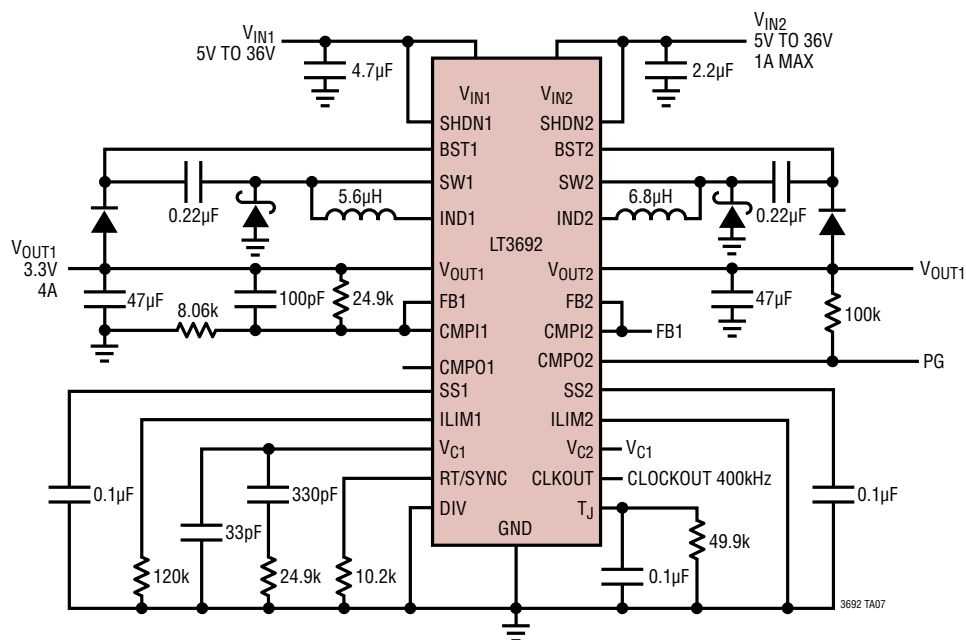 VIN1
5V TO 36V
4.7µF
VIN2
5V TO 36V
1A MAX
2.2µF
VIN1
VIN2
SHDN1
SHDN2
BST1
BST2
SW1
SW2
0.22µF
5.6µH
6.8µH
0.22µF
IND1
IND2
LT3692
VOUT1
3.3V
4A
VOUT1
VOUT2
VOUT1
47µF
100pF
24.9k
47µF
100k
FB1
FB2
8.06k
CMPI1
CMPI2
FB1
CMPO1
CMPO2
PG
SS1
SS2
ILIM1
ILIM2
VC1
VC2
VC1
RT/SYNC
CLKOUT
CLOCKOUT 400kHz
0.1µF
330pF
0.1µF
DIV
TJ
GND
33pF
49.9k
120k
24.9k
10.2k
0.1µF
3692 TA07